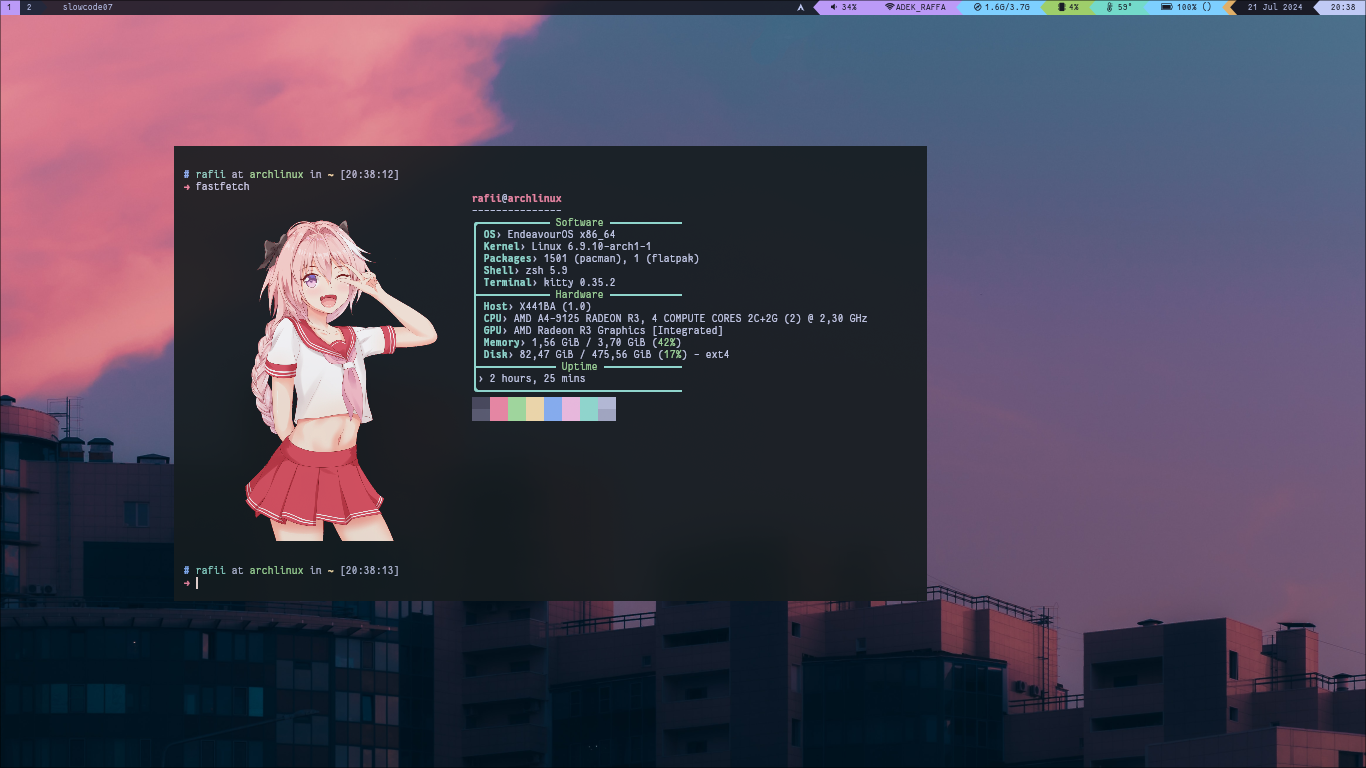 1 2 slowcode07 34% ADEK_RAFFA 1.6G/3.7G 4% 59° 100% () 21 Jul 2024 20:38
# rafii at archlinux in ~ [20:38:12]
➜ fastfetch
rafii@archlinux
---------------
Software
OS› EndeavourOS x86_64
Kernel› Linux 6.9.10-arch1-1
Packages› 1501 (pacman), 1 (flatpak)
Shell› zsh 5.9
Terminal› kitty 0.35.2
Hardware
Host› X441BA (1.0)
CPU› AMD A4-9125 RADEON R3, 4 COMPUTE CORES 2C+2G (2) @ 2,30 GHz
GPU› AMD Radeon R3 Graphics [Integrated]
Memory› 1,56 GiB / 3,70 GiB (42%)
Disk› 82,47 GiB / 475,56 GiB (17%) - ext4
Uptime
› 2 hours, 25 mins
# rafii at archlinux in ~ [20:38:13]
➜